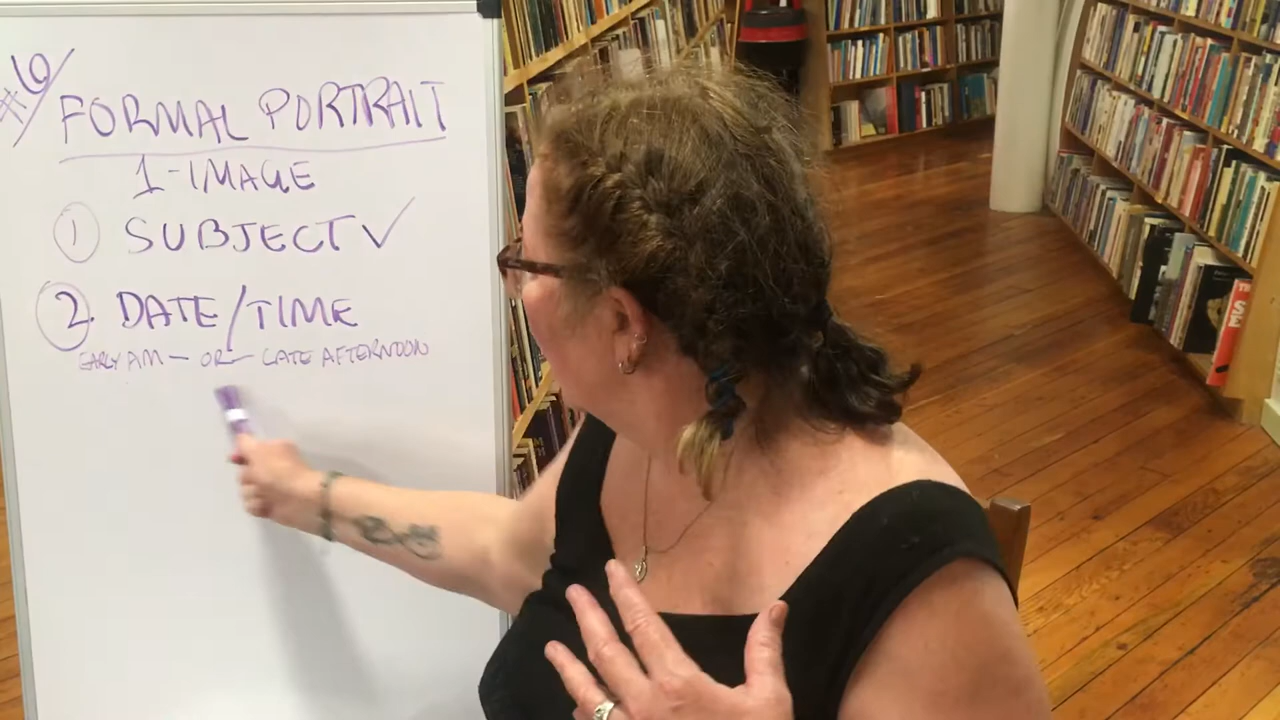 #6
FORMAL PORTRAIT
1-IMAGE
1 SUBJECT ✓
2. DATE/TIME
EARLY AM - OR - LATE AFTERNOON